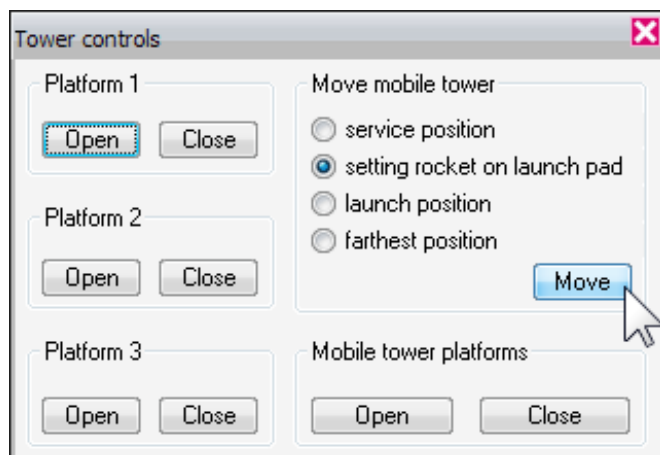 Tower controls
Platform 1
Open Close
Platform 2
Open Close
Platform 3
Open Close
Move mobile tower
service position
setting rocket on launch pad
launch position
farthest position
Move
Mobile tower platforms
Open Close